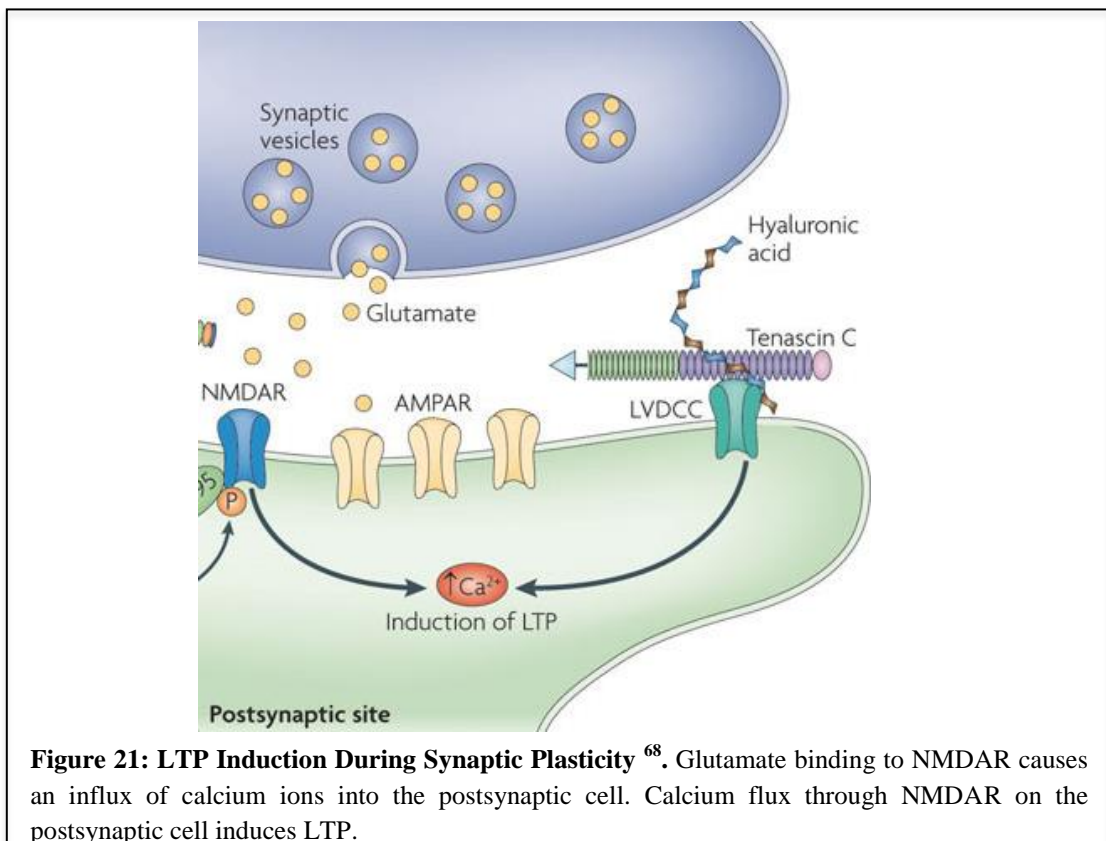 Synaptic
vesicles
Hyaluronic
acid
Glutamate
Tenascin C
NMDAR
AMPAR
LVDCC
95
P
↑Ca²⁺
Induction of LTP
Postsynaptic site
Figure 21: LTP Induction During Synaptic Plasticity ⁶⁸. Glutamate binding to NMDAR causes
an influx of calcium ions into the postsynaptic cell. Calcium flux through NMDAR on the
postsynaptic cell induces LTP.